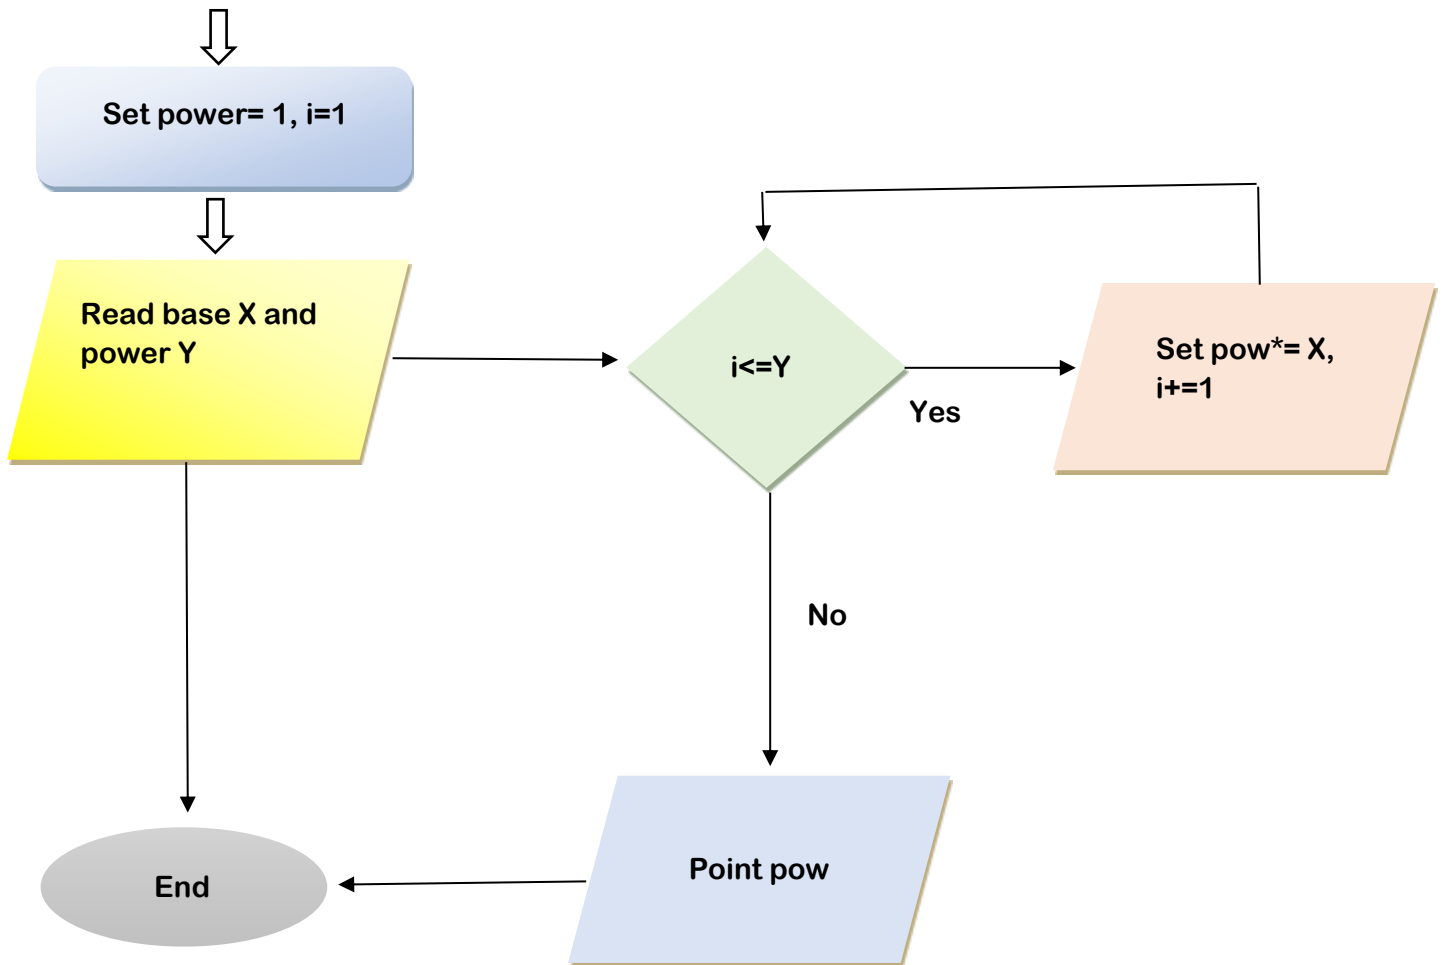 Set power= 1, i=1
Read base X and
power Y
i<=Y
Yes
Set pow*= X,
i+=1
No
Point pow
End